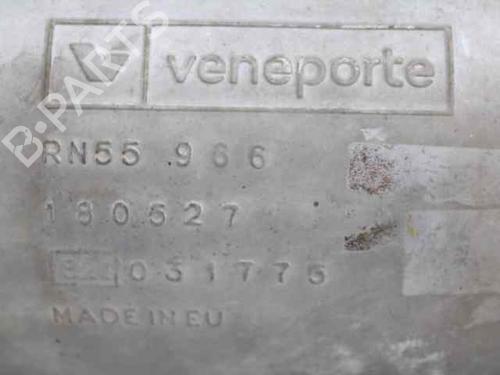 veneporte
RN55 966
180527
031775
MADE IN EU
B-PARTS